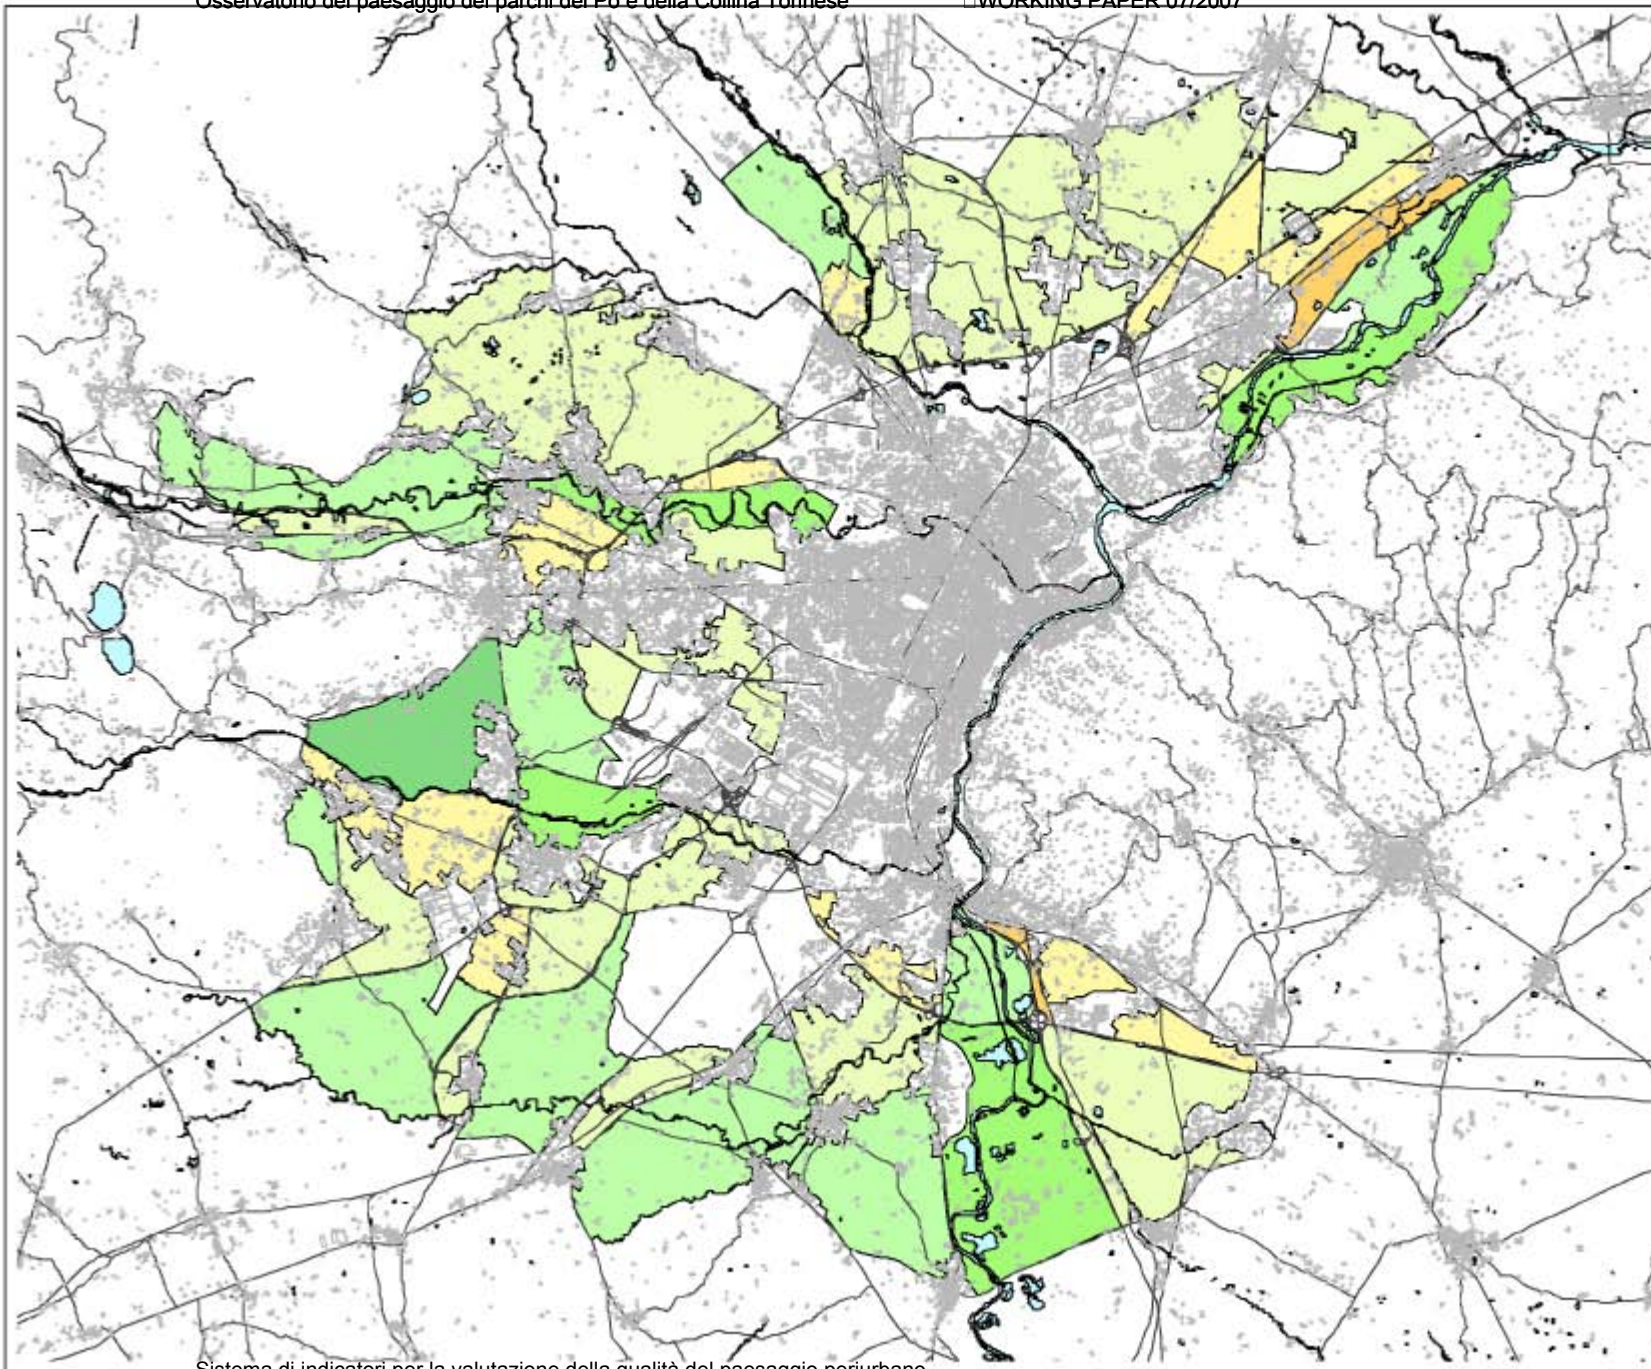 Osservatorio del paesaggio dei parchi del Po e della Collina Torinese □WORKING PAPER 07/2007
Sistema di indicatori per la valutazione della qualità del paesaggio periurbano